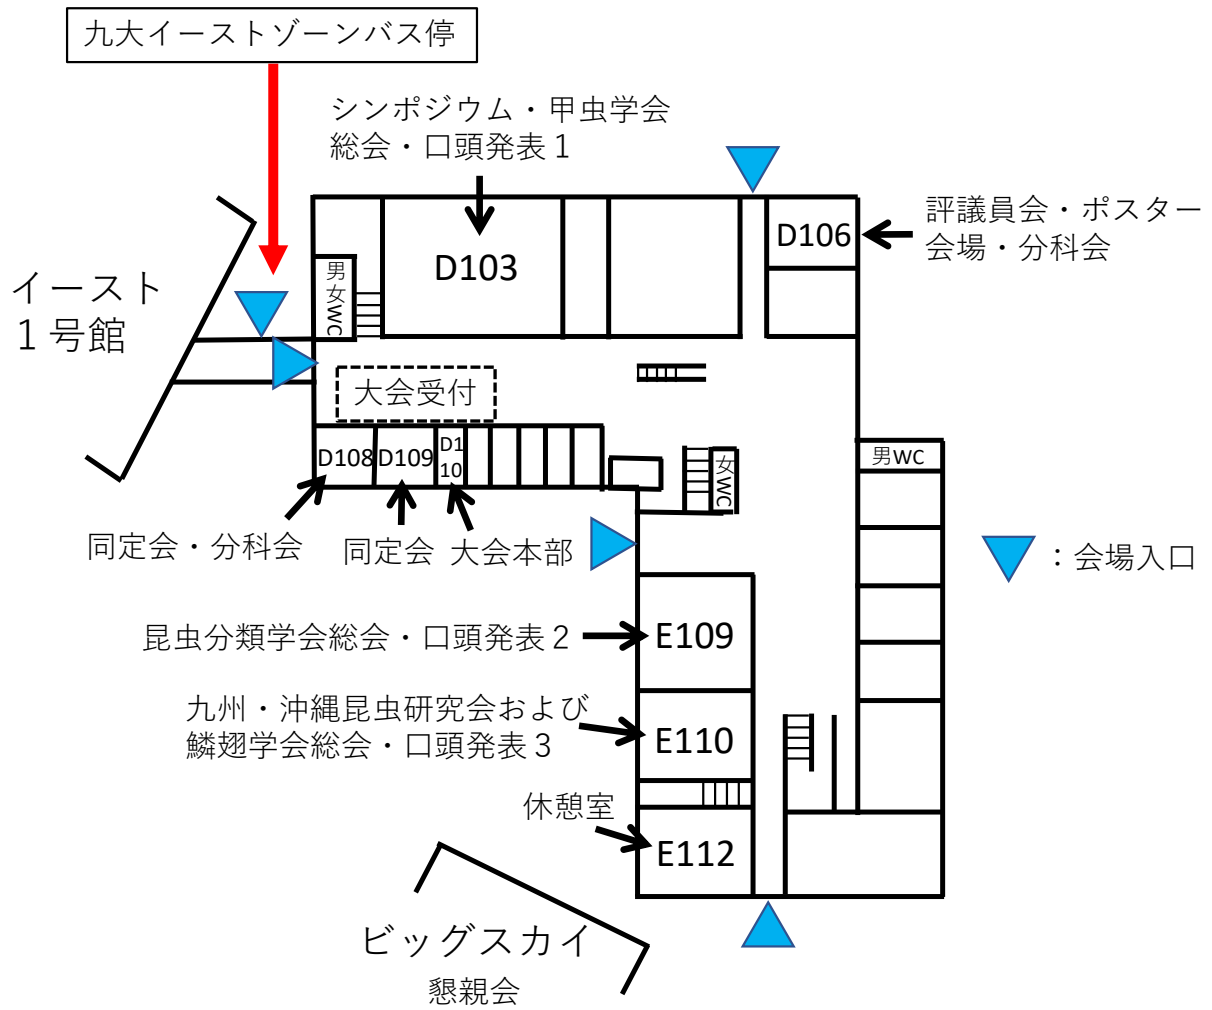 九大イーストゾーンバス停
シンポジウム・甲虫学会
総会・口頭発表１
評議員会・ポスター
会場・分科会
D106
D103
男女WC
イースト
１号館
大会受付
D108
D109
D1
10
女WC
男WC
同定会・分科会
同定会
大会本部
：会場入口
昆虫分類学会総会・口頭発表２
E109
九州・沖縄昆虫研究会および
鱗翅学会総会・口頭発表３
E110
休憩室
E112
ビッグスカイ
懇親会